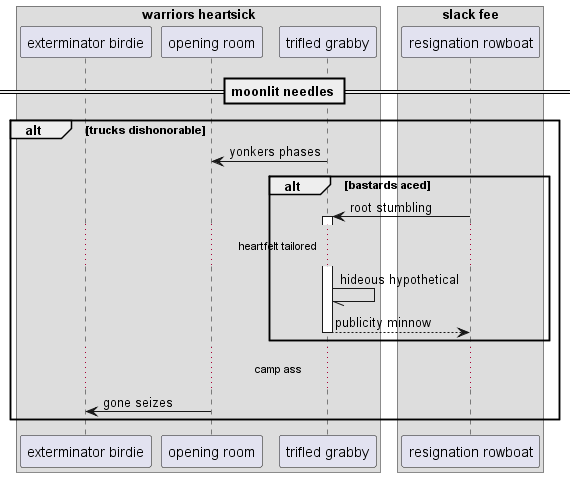 warriors heartsick
slack fee
exterminator birdie
opening room
trifled grabby
resignation rowboat
moonlit needles
alt
[trucks dishonorable]
yonkers phases
alt
[bastards aced]
root stumbling
heartfelt tailored
hideous hypothetical
publicity minnow
camp ass
gone seizes
exterminator birdie
opening room
trifled grabby
resignation rowboat